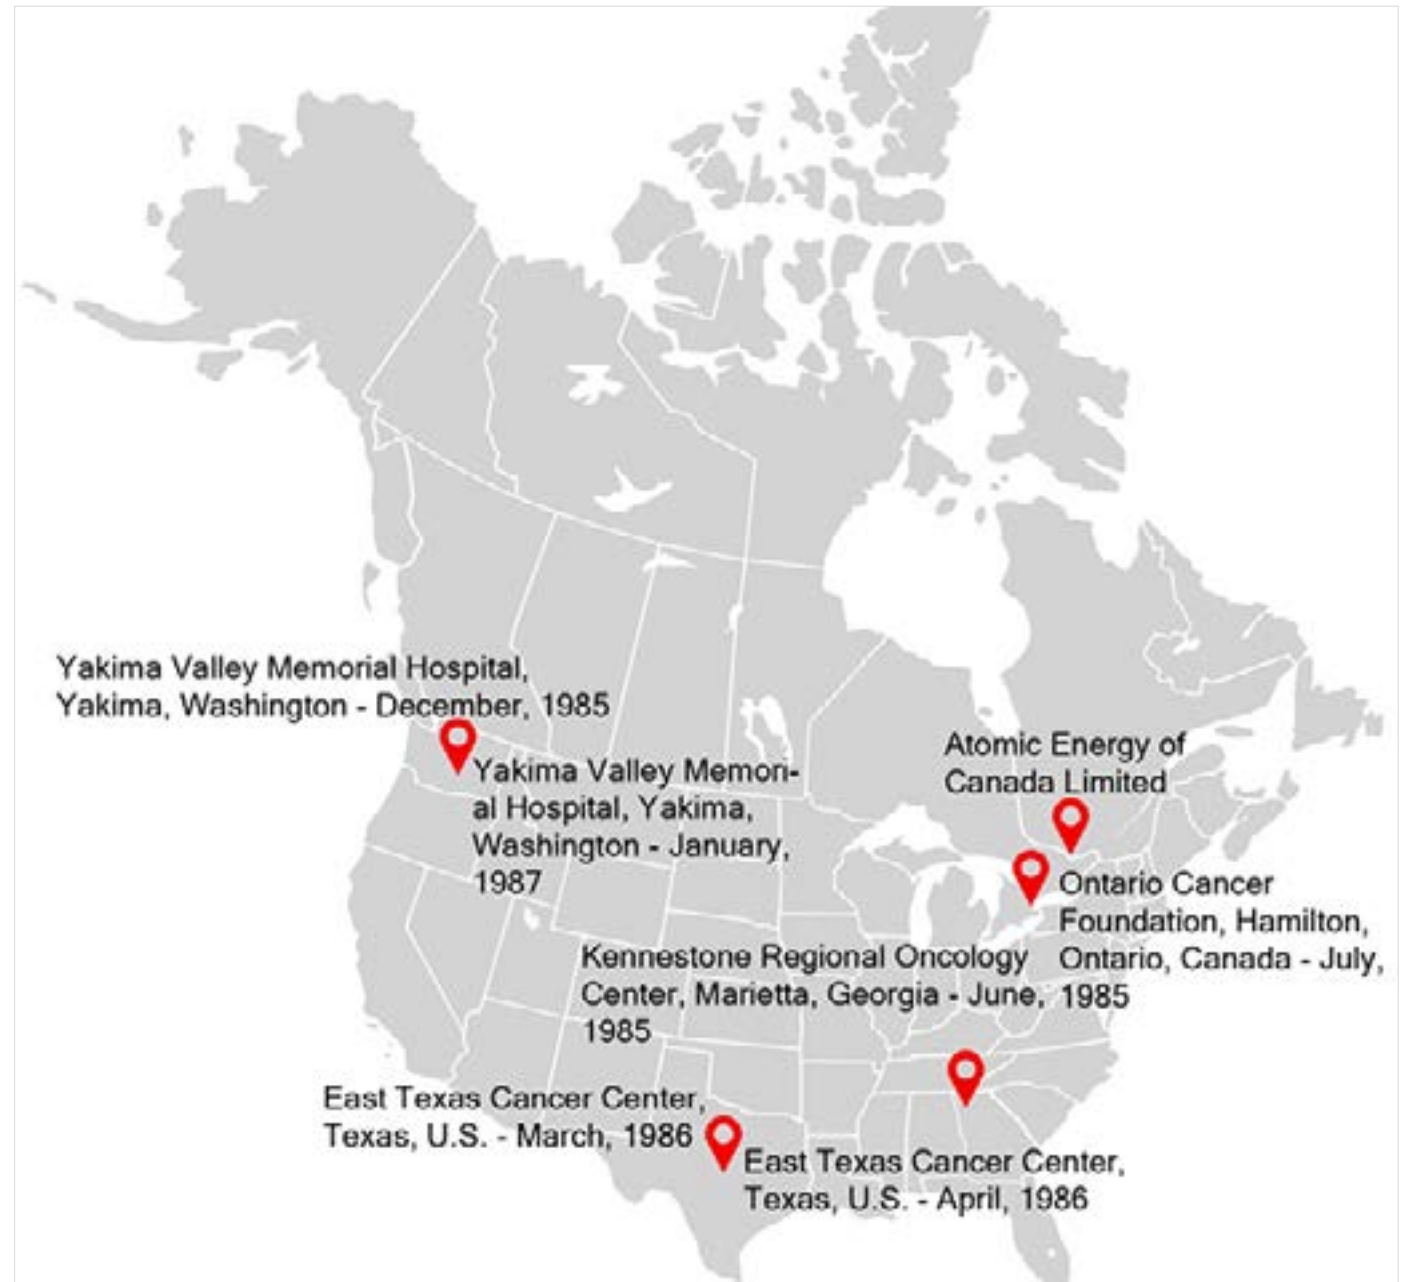 Yakima Valley Memorial Hospital,
Yakima, Washington - December, 1985
Yakima Valley Memori-
al Hospital, Yakima,
Washington - January,
1987
Atomic Energy of
Canada Limited
Ontario Cancer
Foundation, Hamilton,
Ontario, Canada - July,
1985
Kennestone Regional Oncology
Center, Marietta, Georgia - June,
1985
East Texas Cancer Center,
Texas, U.S. - March, 1986
East Texas Cancer Center,
Texas, U.S. - April, 1986